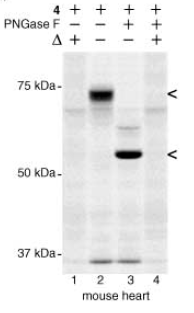 4 + + + +
PNGase F - - + +
Δ + - - +
75 kDa-
<
<
50 kDa-
37 kDa-
1 2 3 4
mouse heart